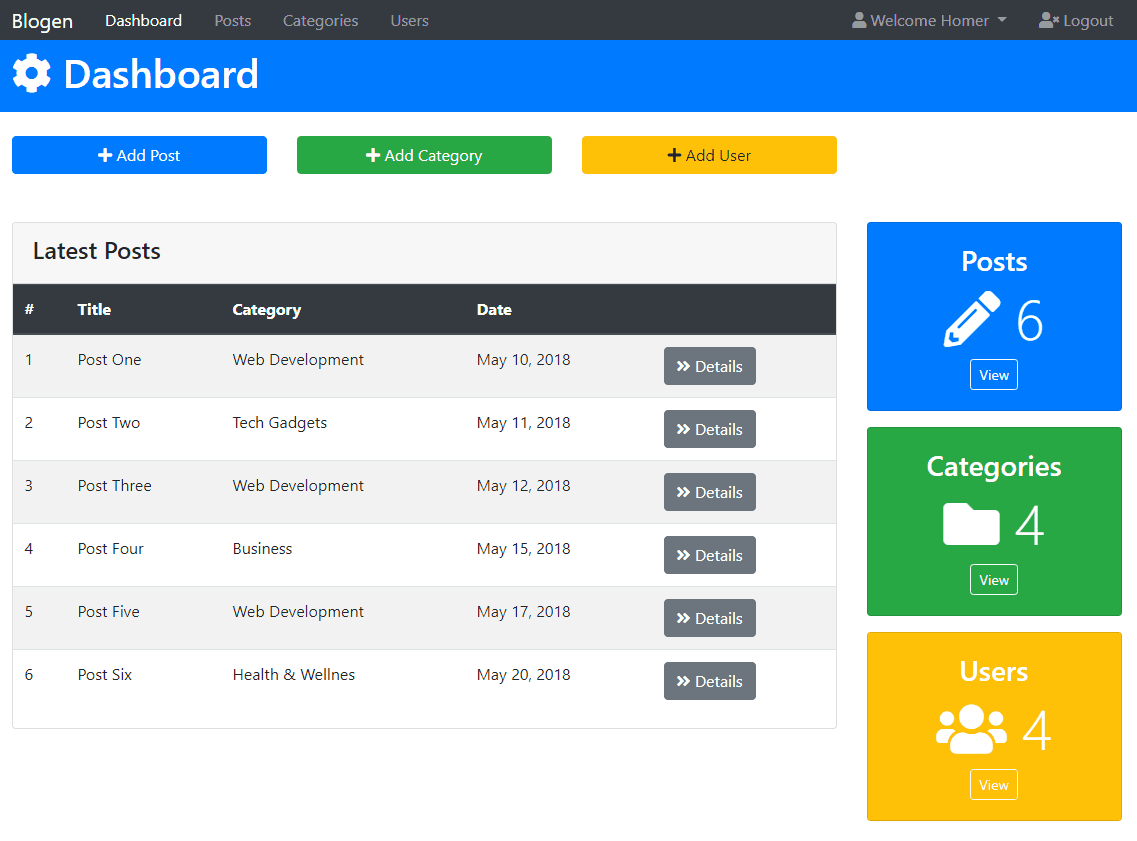 Blogen Dashboard Posts Categories Users Welcome Homer Logout
Dashboard
Add Post Add Category Add User
Latest Posts
# Title Category Date
1 Post One Web Development May 10, 2018 Details
2 Post Two Tech Gadgets May 11, 2018 Details
3 Post Three Web Development May 12, 2018 Details
4 Post Four Business May 15, 2018 Details
5 Post Five Web Development May 17, 2018 Details
6 Post Six Health & Wellnes May 20, 2018 Details
Posts
6
View
Categories
4
View
Users
4
View